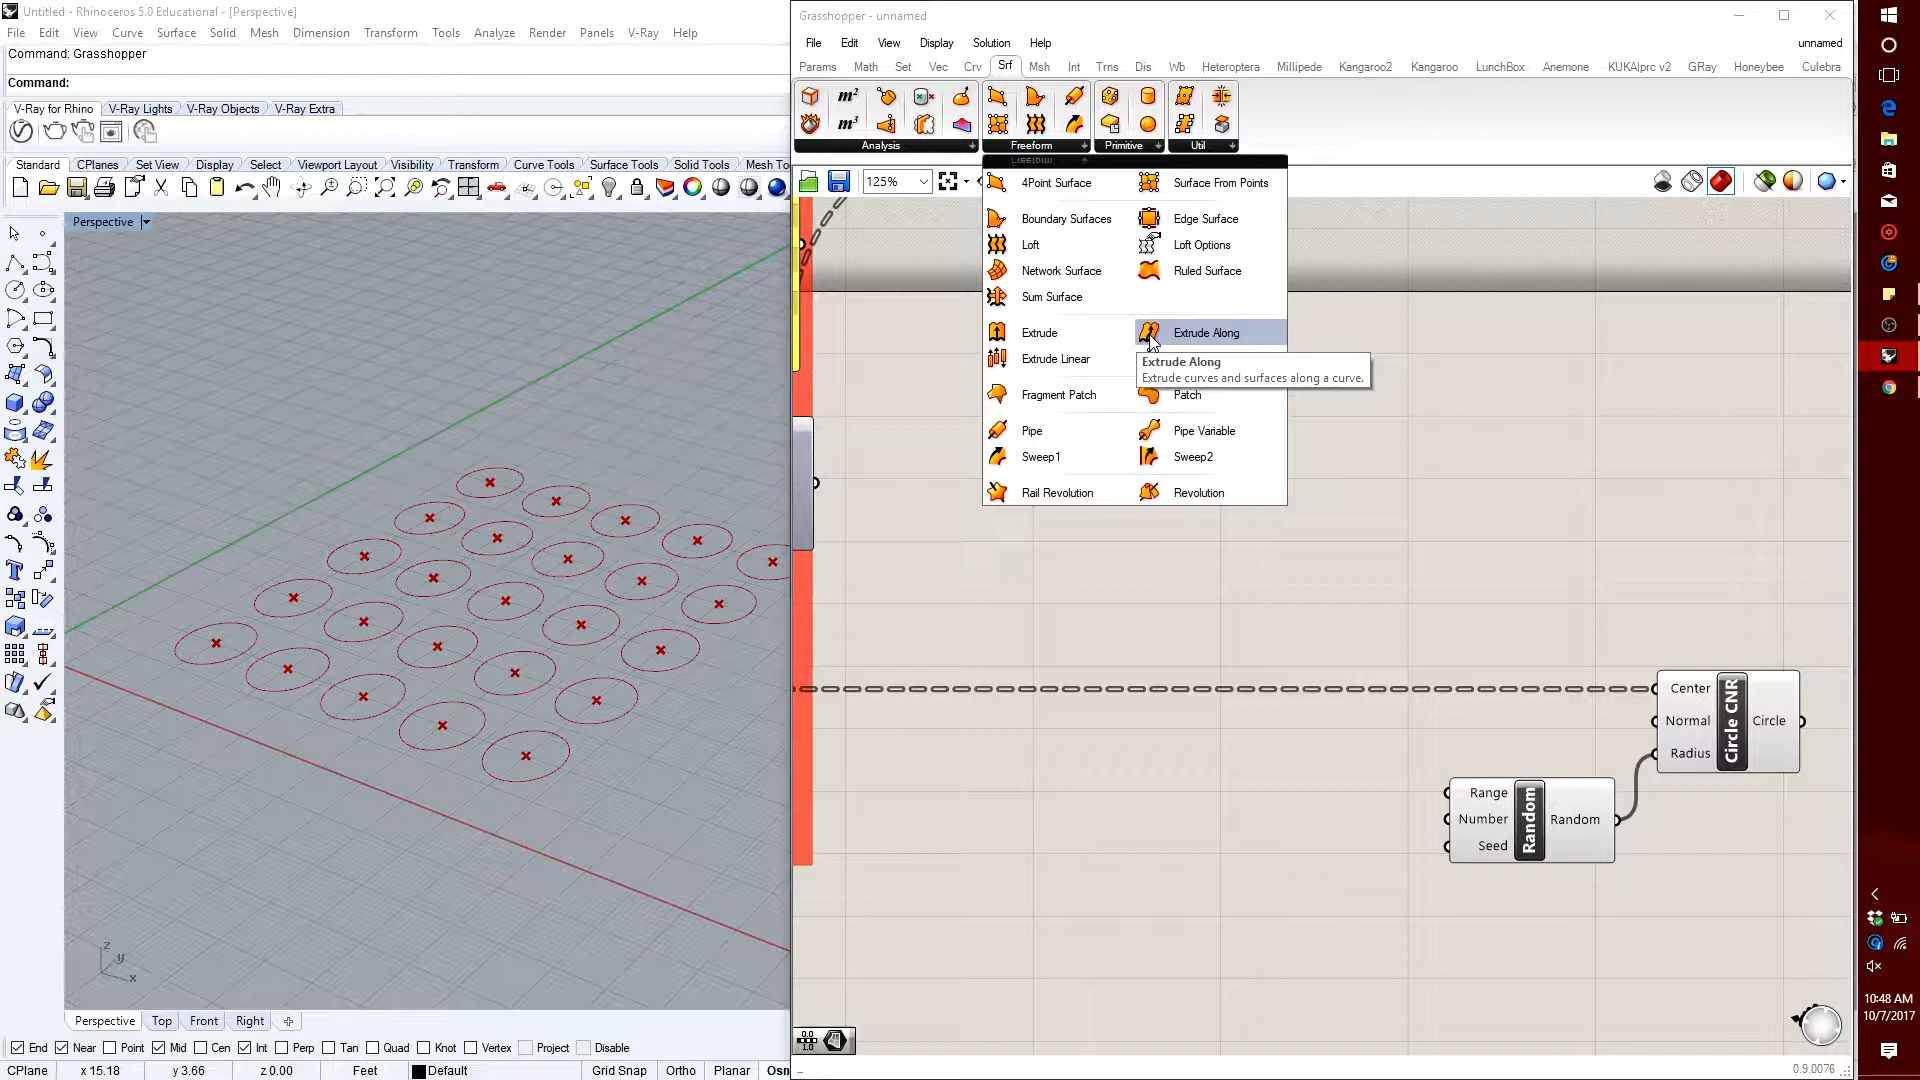 Untitled - Rhinoceros 5.0 Educational - [Perspective]
File Edit View Curve Surface Solid Mesh Dimension Transform Tools Analyze Render Panels V-Ray Help
Command: Grasshopper
Command:
V-Ray for Rhino V-Ray Lights V-Ray Objects V-Ray Extra
Standard CPlanes Set View Display Select Viewport Layout Visibility Transform Curve Tools Surface Tools Solid Tools Mesh To
Perspective
z
y
x
Perspective Top Front Right
End Near Point Mid Cen Int Perp Tan Quad Knot Vertex Project Disable
CPlane x 15.18 y 3.66 z 0.00 Feet Default Grid Snap Ortho Planar Osn
Grasshopper - unnamed
File Edit View Display Solution Help unnamed
Params Math Set Vec Crv Srf Msh Int Trns Dis Wb Heteroptera Millipede Kangaroo2 Kangaroo LunchBox Anemone KUKA|prc v2 GRay Honeybee Culebra
m²
m³
Analysis Freeform Primitive Util
Freeform
125%
4Point Surface Surface From Points
Boundary Surfaces Edge Surface
Loft Loft Options
Network Surface Ruled Surface
Sum Surface
Extrude Extrude Along
Extrude Linear
Extrude Along
Extrude curves and surfaces along a curve.
Fragment Patch Patch
Pipe Pipe Variable
Sweep1 Sweep2
Rail Revolution Revolution
Center
Normal
Radius
Circle CNR
Circle
Range
Number
Seed
Random
Random
0.0
1.0
0.9.0076
10:48 AM
10/7/2017